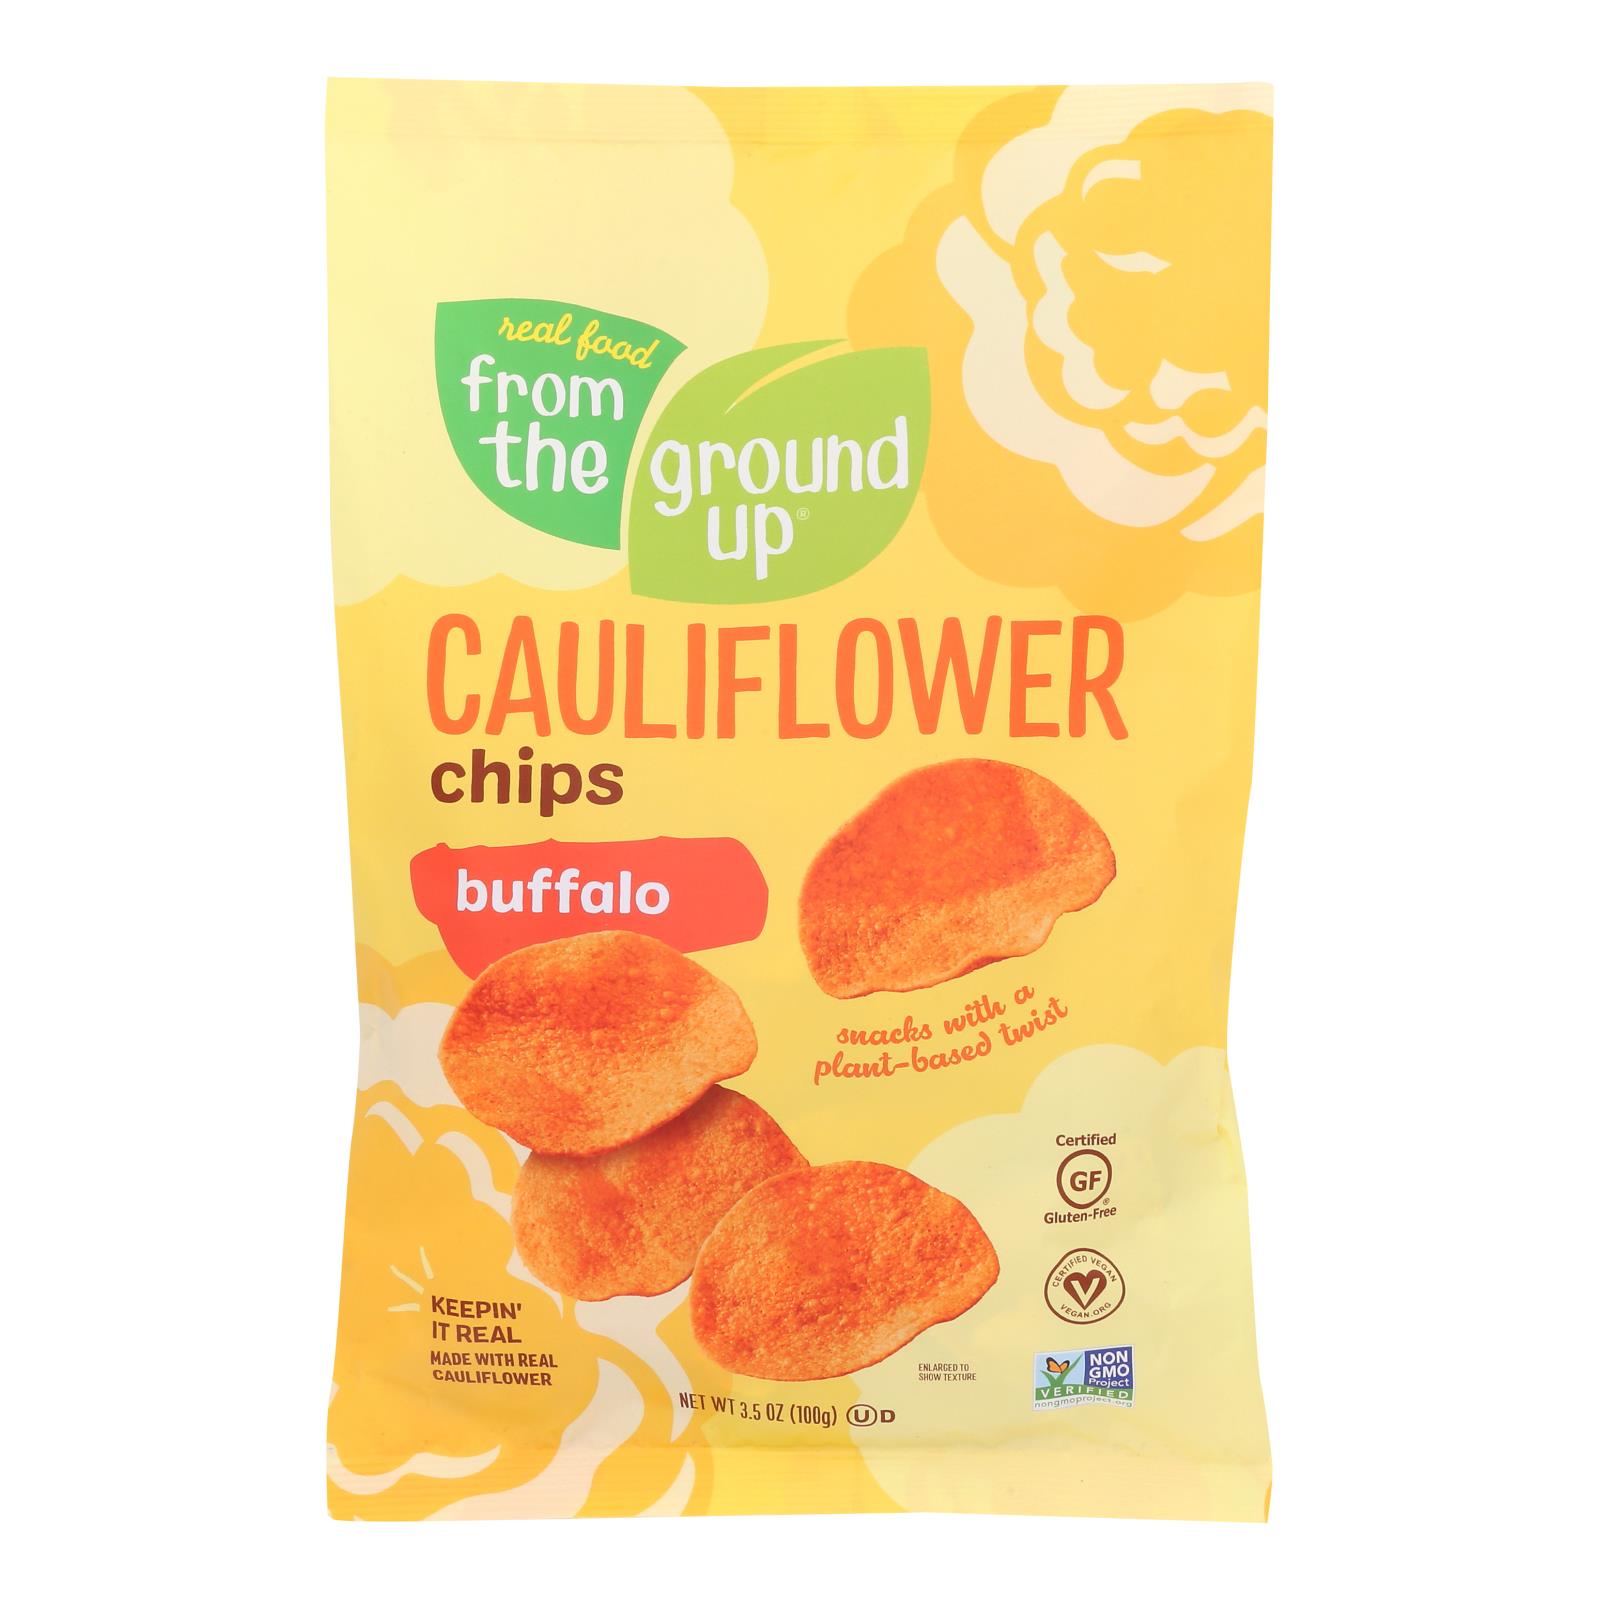 real food
from
the
ground
up®
CAULIFLOWER
chips
buffalo
snacks with a
plant-based twist
Certified
GF®
Gluten-Free
CERTIFIED VEGAN
V
VEGAN.ORG
KEEPIN'
IT REAL
MADE WITH REAL
CAULIFLOWER
ENLARGED TO
SHOW TEXTURE
NON
GMO
Project
VERIFIED
nongmoproject.org
NET WT 3.5 OZ (100g) Ⓤ D